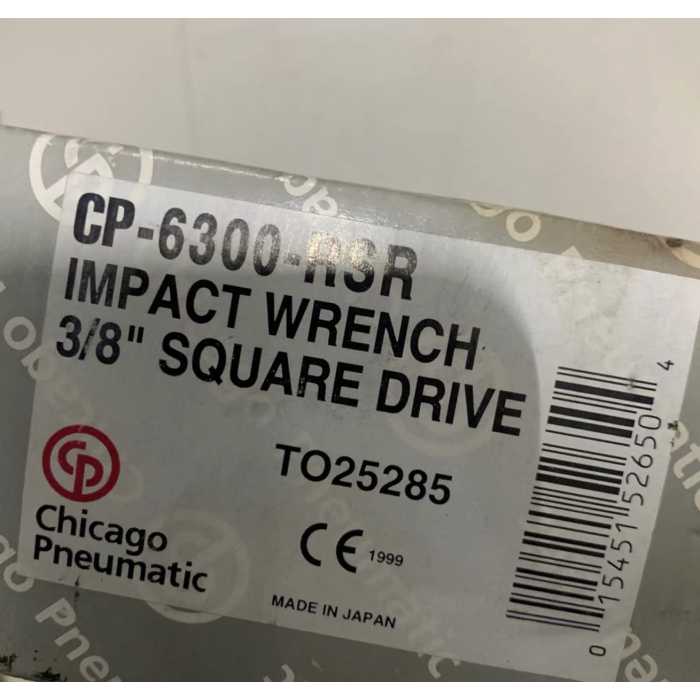 CP-6300-RSR
IMPACT WRENCH
3/8" SQUARE DRIVE
TO25285
CP
Chicago
Pneumatic
CE 1999
MADE IN JAPAN
0 15451 52650 4